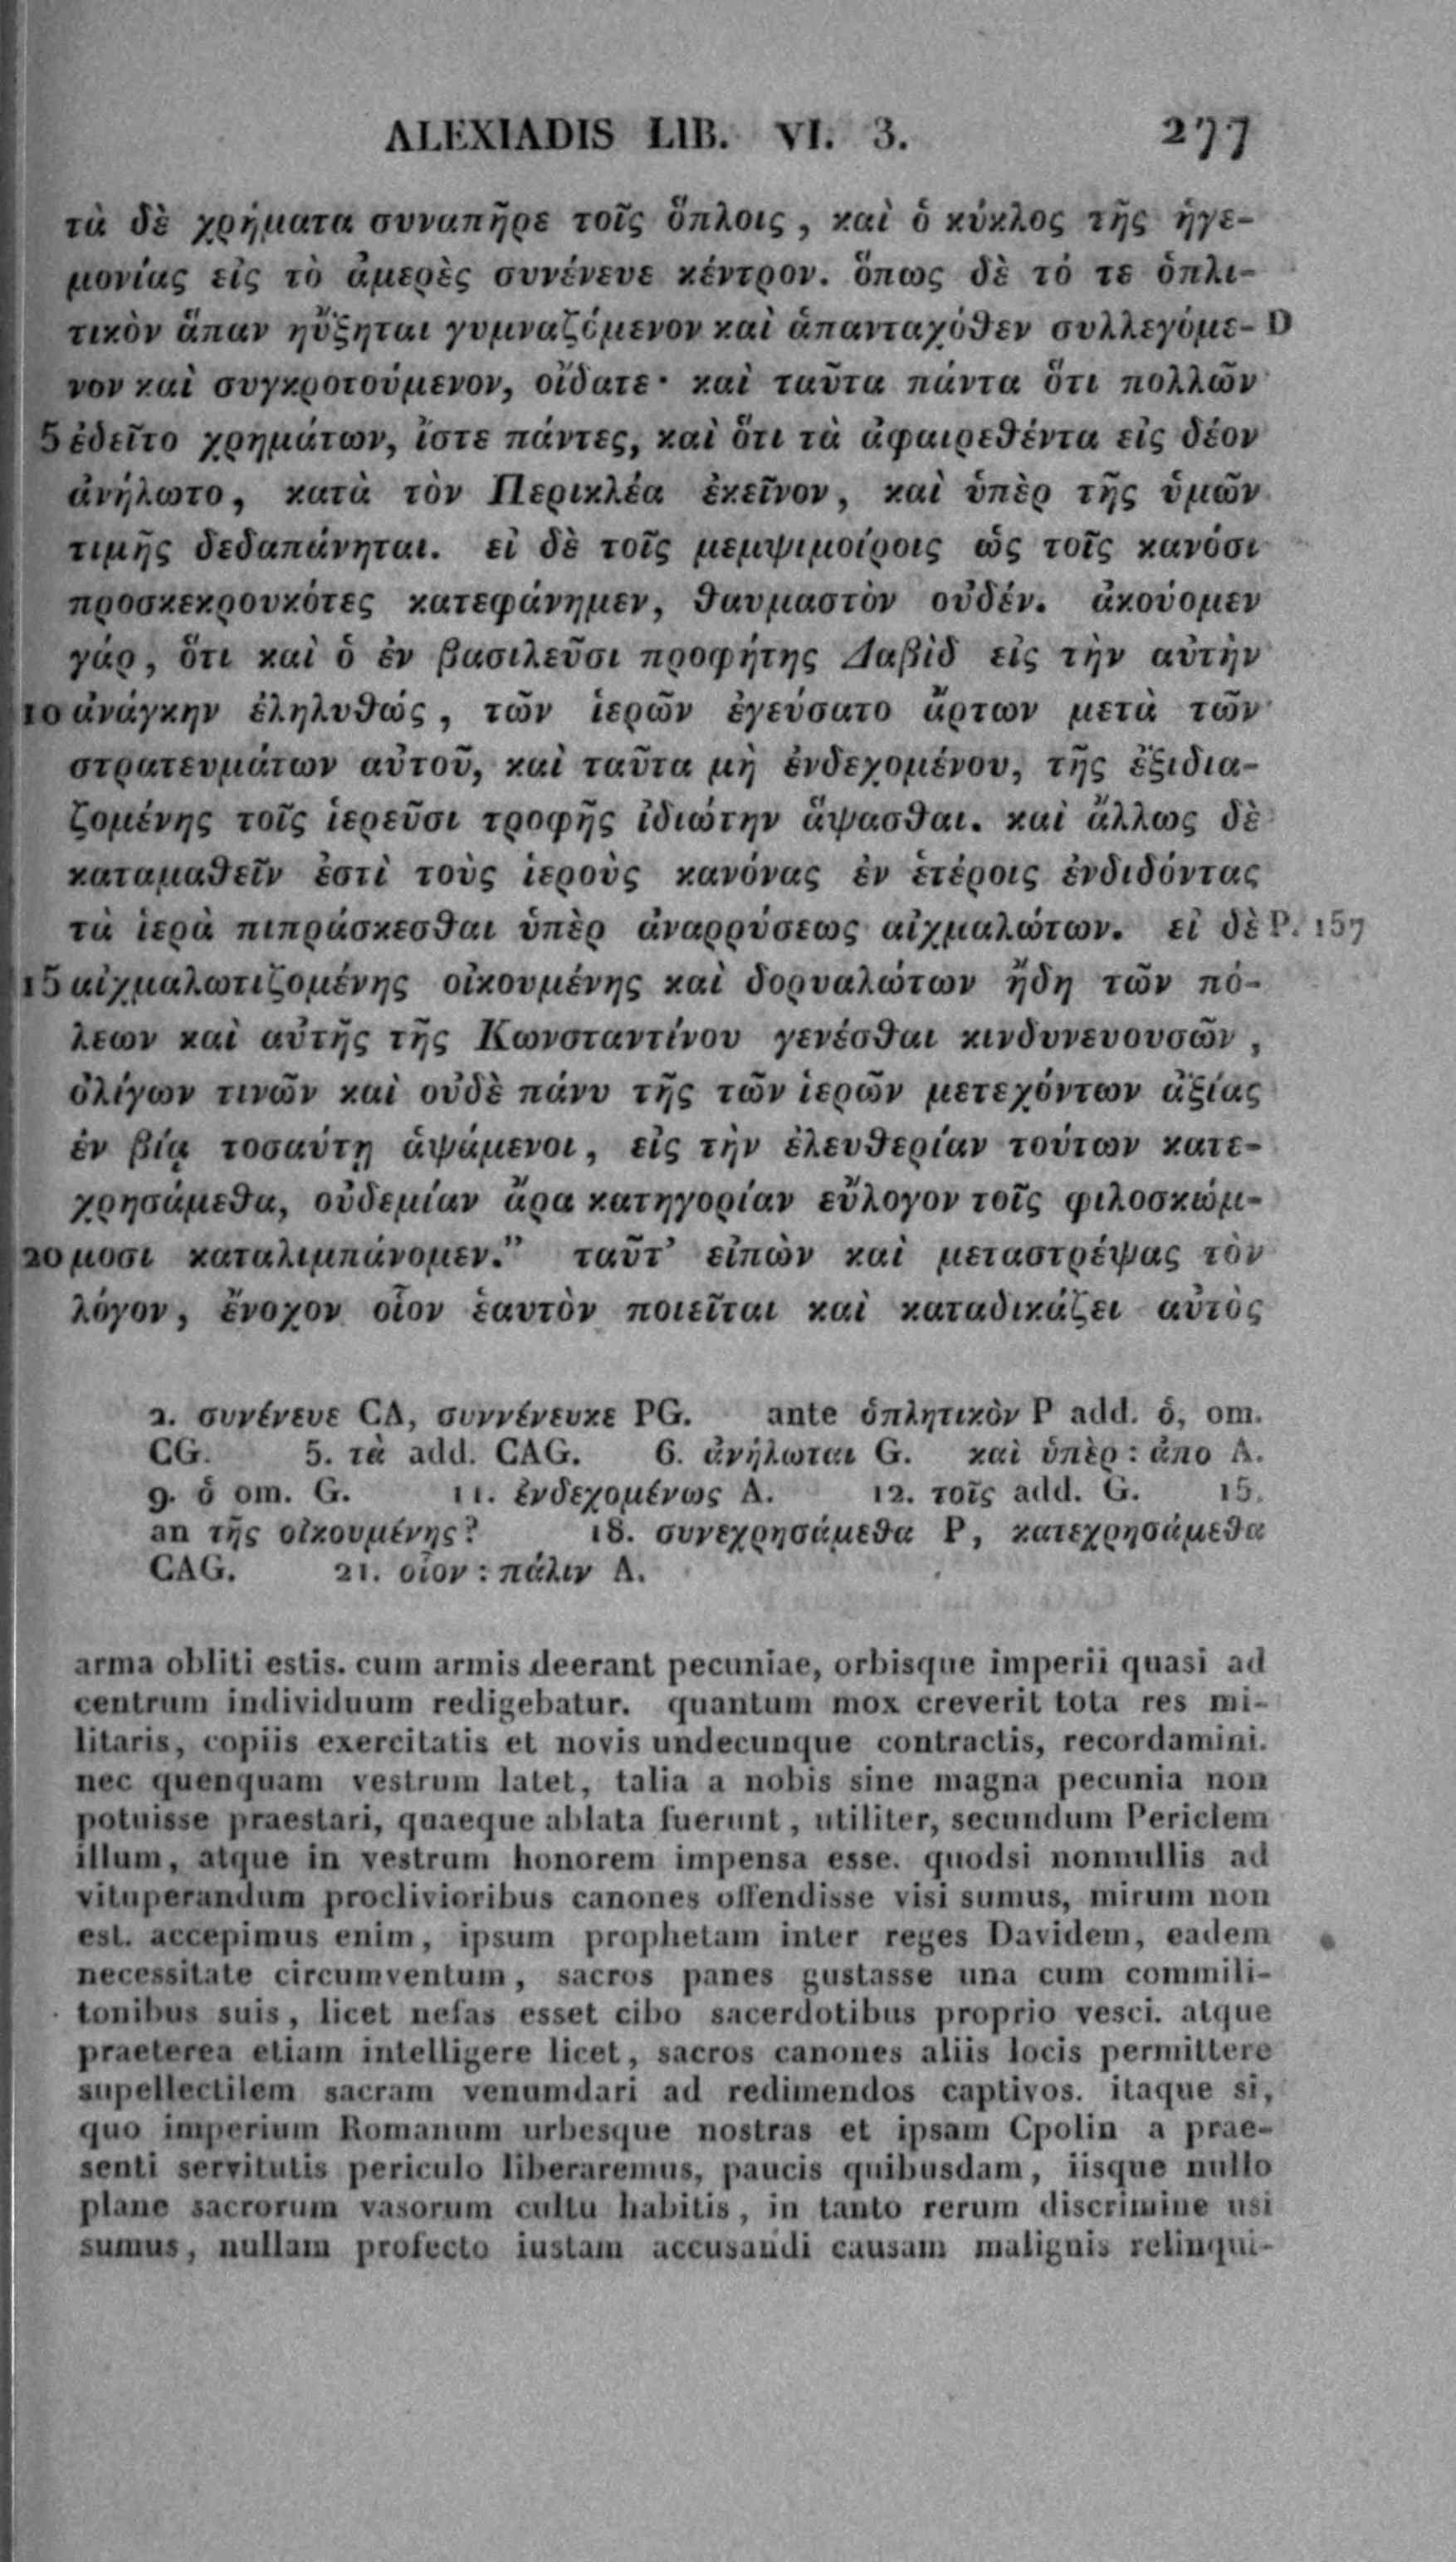 ALEXIADIS LIB. VI. 3. 277
τὰ δὲ χρήματα συναπῆρε τοῖς ὅπλοις, καὶ ὁ κύκλος τῆς ἡγε-
μονίας εἰς τὸ ἀμερὲς συνένευε κέντρον. ὅπως δὲ τό τε ὁπλι-
τικὸν ἅπαν ηὔξηται γυμναζόμενον καὶ ἁπανταχόθεν συλλεγόμε- D
νον καὶ συγκροτούμενον, οἴδατε· καὶ ταῦτα πάντα ὅτι πολλῶν
5 ἐδεῖτο χρημάτων, ἴστε πάντες, καὶ ὅτι τὰ ἀφαιρεθέντα εἰς δέον
ἀνήλωτο, κατὰ τὸν Περικλέα ἐκεῖνον, καὶ ὑπὲρ τῆς ὑμῶν
τιμῆς δεδαπάνηται. εἰ δὲ τοῖς μεμψιμοίροις ὡς τοῖς κανόσι
προσκεκρουκότες κατεφάνημεν, θαυμαστὸν οὐδέν. ἀκούομεν
γάρ, ὅτι καὶ ὁ ἐν βασιλεῦσι προφήτης Δαβὶδ εἰς τὴν αὐτὴν
10 ἀνάγκην ἐληλυθώς, τῶν ἱερῶν ἐγεύσατο ἄρτων μετὰ τῶν
στρατευμάτων αὐτοῦ, καὶ ταῦτα μὴ ἐνδεχομένου, τῆς ἐξιδια-
ζομένης τοῖς ἱερεῦσι τροφῆς ἰδιώτην ἅψασθαι. καὶ ἄλλως δὲ
καταμαθεῖν ἐστὶ τοὺς ἱεροὺς κανόνας ἐν ἑτέροις ἐνδιδόντας
τὰ ἱερὰ πιπράσκεσθαι ὑπὲρ ἀναρρύσεως αἰχμαλώτων. εἰ δὲ P. 157
15 αἰχμαλωτιζομένης οἰκουμένης καὶ δορυαλώτων ἤδη τῶν πό-
λεων καὶ αὐτῆς τῆς Κωνσταντίνου γενέσθαι κινδυνευουσῶν,
ὀλίγων τινῶν καὶ οὐδὲ πάνυ τῆς τῶν ἱερῶν μετεχόντων ἀξίας
ἐν βίᾳ τοσαύτῃ ἁψάμενοι, εἰς τὴν ἐλευθερίαν τούτων κατε-
χρησάμεθα, οὐδεμίαν ἄρα κατηγορίαν εὔλογον τοῖς φιλοσκώμ-
20 μοσι καταλιμπάνομεν." ταῦτ' εἰπὼν καὶ μεταστρέψας τὸν
λόγον, ἔνοχον οἷον ἑαυτὸν ποιεῖται καὶ καταδικάζει αὐτὸς
2. συνένευε CA, συννένευκε PG. ante ὁπλητικὸν P add. ὁ, om.
CG. 5. τὰ add. CAG. 6. ἀνήλωται G. καὶ ὑπὲρ: ἀπο A.
9. ὁ om. G. 11. ἐνδεχομένως A. 12. τοῖς add. G. 15.
an τῆς οἰκουμένης? 18. συνεχρησάμεθα P, κατεχρησάμεθα
CAG. 21. οἷον: πάλιν A.
arma obliti estis. cum armis deerant pecuniae, orbisque imperii quasi ad
centrum individuum redigebatur. quantum mox creverit tota res mi-
litaris, copiis exercitatis et novis undecunque contractis, recordamini.
nec quenquam vestrum latet, talia a nobis sine magna pecunia non
potuisse praestari, quaeque ablata fuerunt, utiliter, secundum Periclem
illum, atque in vestrum honorem impensa esse. quodsi nonnullis ad
vituperandum proclivioribus canones offendisse visi sumus, mirum non
est. accepimus enim, ipsum prophetam inter reges Davidem, eadem
necessitate circumventum, sacros panes gustasse una cum commili-
tonibus suis, licet nefas esset cibo sacerdotibus proprio vesci. atque
praeterea etiam intelligere licet, sacros canones aliis locis permittere
supellectilem sacram venumdari ad redimendos captivos. itaque si,
quo imperium Romanum urbesque nostras et ipsam Cpolin a prae-
senti servitutis periculo liberaremus, paucis quibusdam, iisque nullo
plane sacrorum vasorum cultu habitis, in tanto rerum discrimine usi
sumus, nullam profecto iustam accusandi causam malignis relinqui-